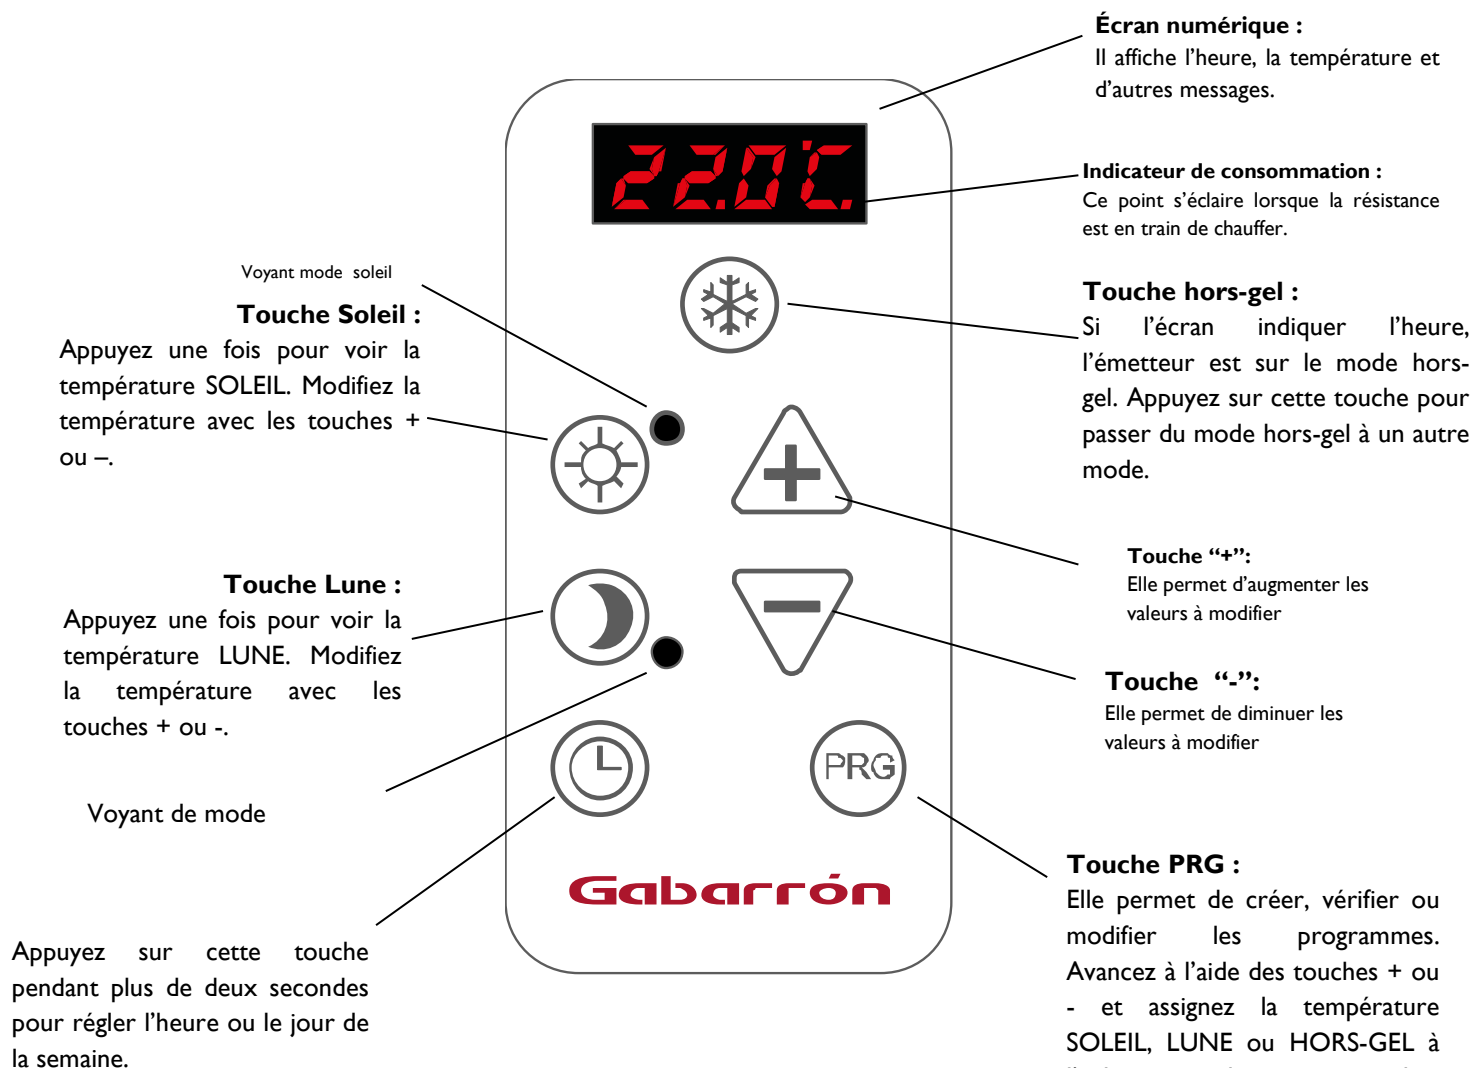 Écran numérique :
Il affiche l’heure, la température et
d’autres messages.
22.0°C.
Indicateur de consommation :
Ce point s’éclaire lorsque la résistance
est en train de chauffer.
Voyant mode soleil
Touche Soleil :
Appuyez une fois pour voir la
température SOLEIL. Modifiez la
température avec les touches +
ou –.
Touche hors-gel :
Si l’écran indiquer l’heure,
l’émetteur est sur le mode hors-
gel. Appuyez sur cette touche pour
passer du mode hors-gel à un autre
mode.
Touche “+”:
Elle permet d’augmenter les
valeurs à modifier
Touche Lune :
Appuyez une fois pour voir la
température LUNE. Modifiez
la température avec les
touches + ou -.
Touche “-”:
Elle permet de diminuer les
valeurs à modifier
PRG
Voyant de mode
Gabarrón
Touche PRG :
Elle permet de créer, vérifier ou
modifier les programmes.
Avancez à l’aide des touches + ou
- et assignez la température
SOLEIL, LUNE ou HORS-GEL à
Appuyez sur cette touche
pendant plus de deux secondes
pour régler l’heure ou le jour de
la semaine.